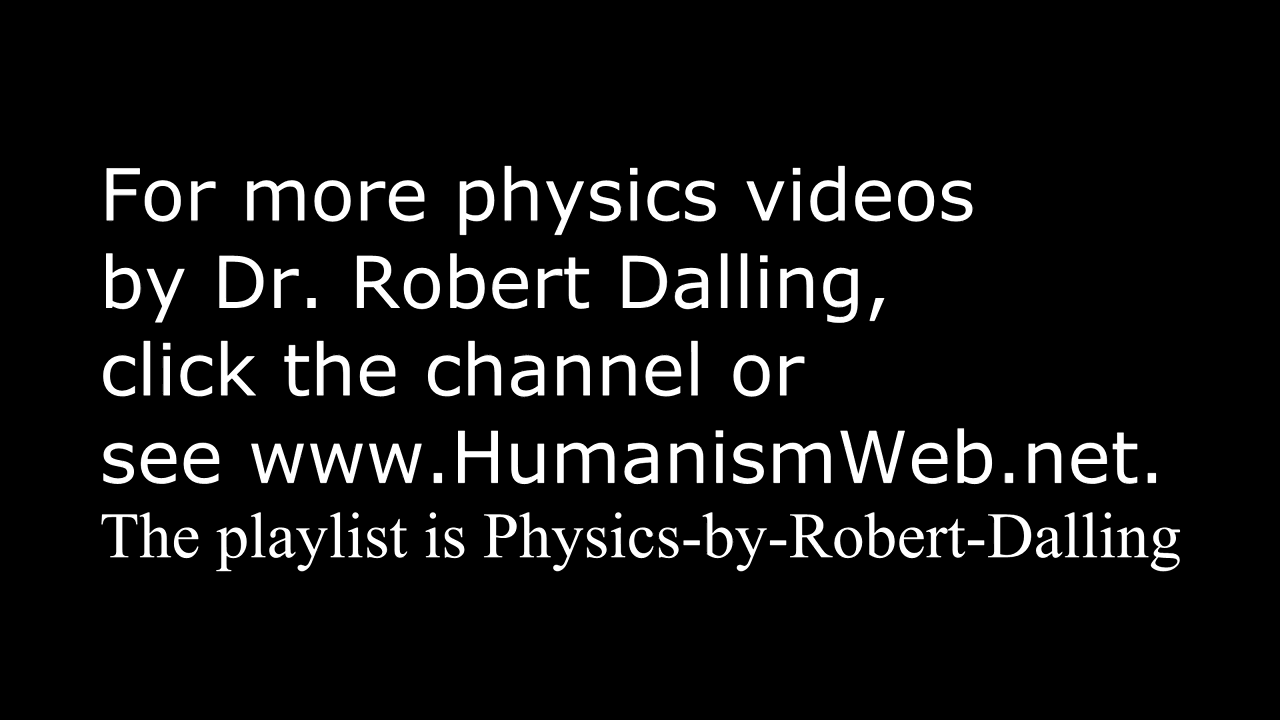 For more physics videos
by Dr. Robert Dalling,
click the channel or
see www.HumanismWeb.net.
The playlist is Physics-by-Robert-Dalling